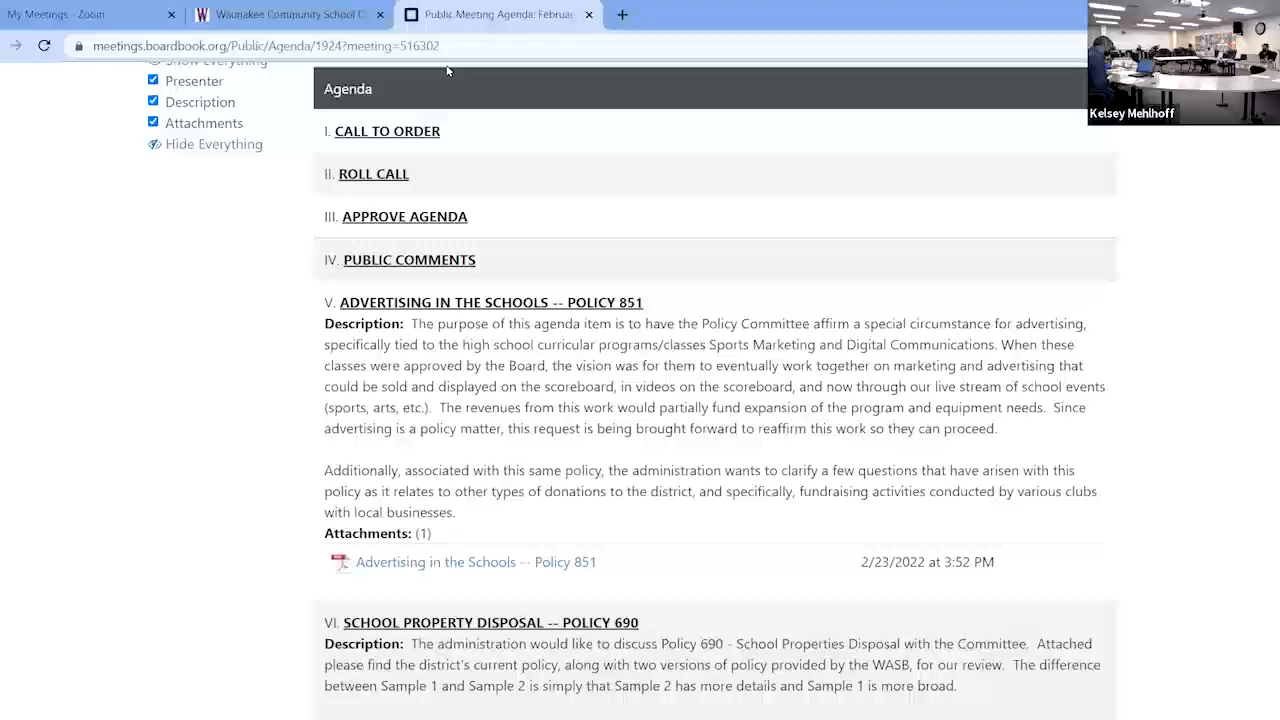 My Meetings - Zoom
Waunakee Community School D
Public Meeting Agenda: Februar
meetings.boardbook.org/Public/Agenda/1924?meeting=516302
Show Everything
Presenter
Description
Attachments
Hide Everything
Kelsey Mehlhoff
Agenda
I. CALL TO ORDER
II. ROLL CALL
III. APPROVE AGENDA
IV. PUBLIC COMMENTS
V. ADVERTISING IN THE SCHOOLS -- POLICY 851
Description: The purpose of this agenda item is to have the Policy Committee affirm a special circumstance for advertising,
specifically tied to the high school curricular programs/classes Sports Marketing and Digital Communications. When these
classes were approved by the Board, the vision was for them to eventually work together on marketing and advertising that
could be sold and displayed on the scoreboard, in videos on the scoreboard, and now through our live stream of school events
(sports, arts, etc.). The revenues from this work would partially fund expansion of the program and equipment needs. Since
advertising is a policy matter, this request is being brought forward to reaffirm this work so they can proceed.
Additionally, associated with this same policy, the administration wants to clarify a few questions that have arisen with this
policy as it relates to other types of donations to the district, and specifically, fundraising activities conducted by various clubs
with local businesses.
Attachments: (1)
Advertising in the Schools -- Policy 851 2/23/2022 at 3:52 PM
VI. SCHOOL PROPERTY DISPOSAL -- POLICY 690
Description: The administration would like to discuss Policy 690 - School Properties Disposal with the Committee. Attached
please find the district's current policy, along with two versions of policy provided by the WASB, for our review. The difference
between Sample 1 and Sample 2 is simply that Sample 2 has more details and Sample 1 is more broad.